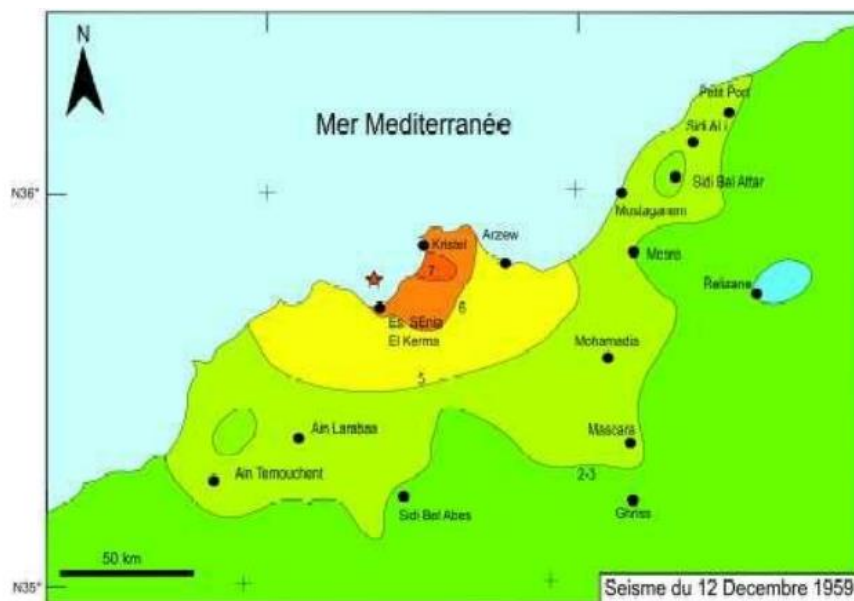 N
Mer Mediterranée
Petit Port
Sidi Ali
Sidi Bel Attar
N36°
Mostaganem
Arzew
Kristel
Mesra
7
Relizane
6
Es. SEnia
El Kerma
Mohamadia
5
Ain Larabaa
Mascara
Ain Temouchent
2-3
Sidi Bel Abes
Ghriss
50 km
N35°
Seisme du 12 Decembre 1959